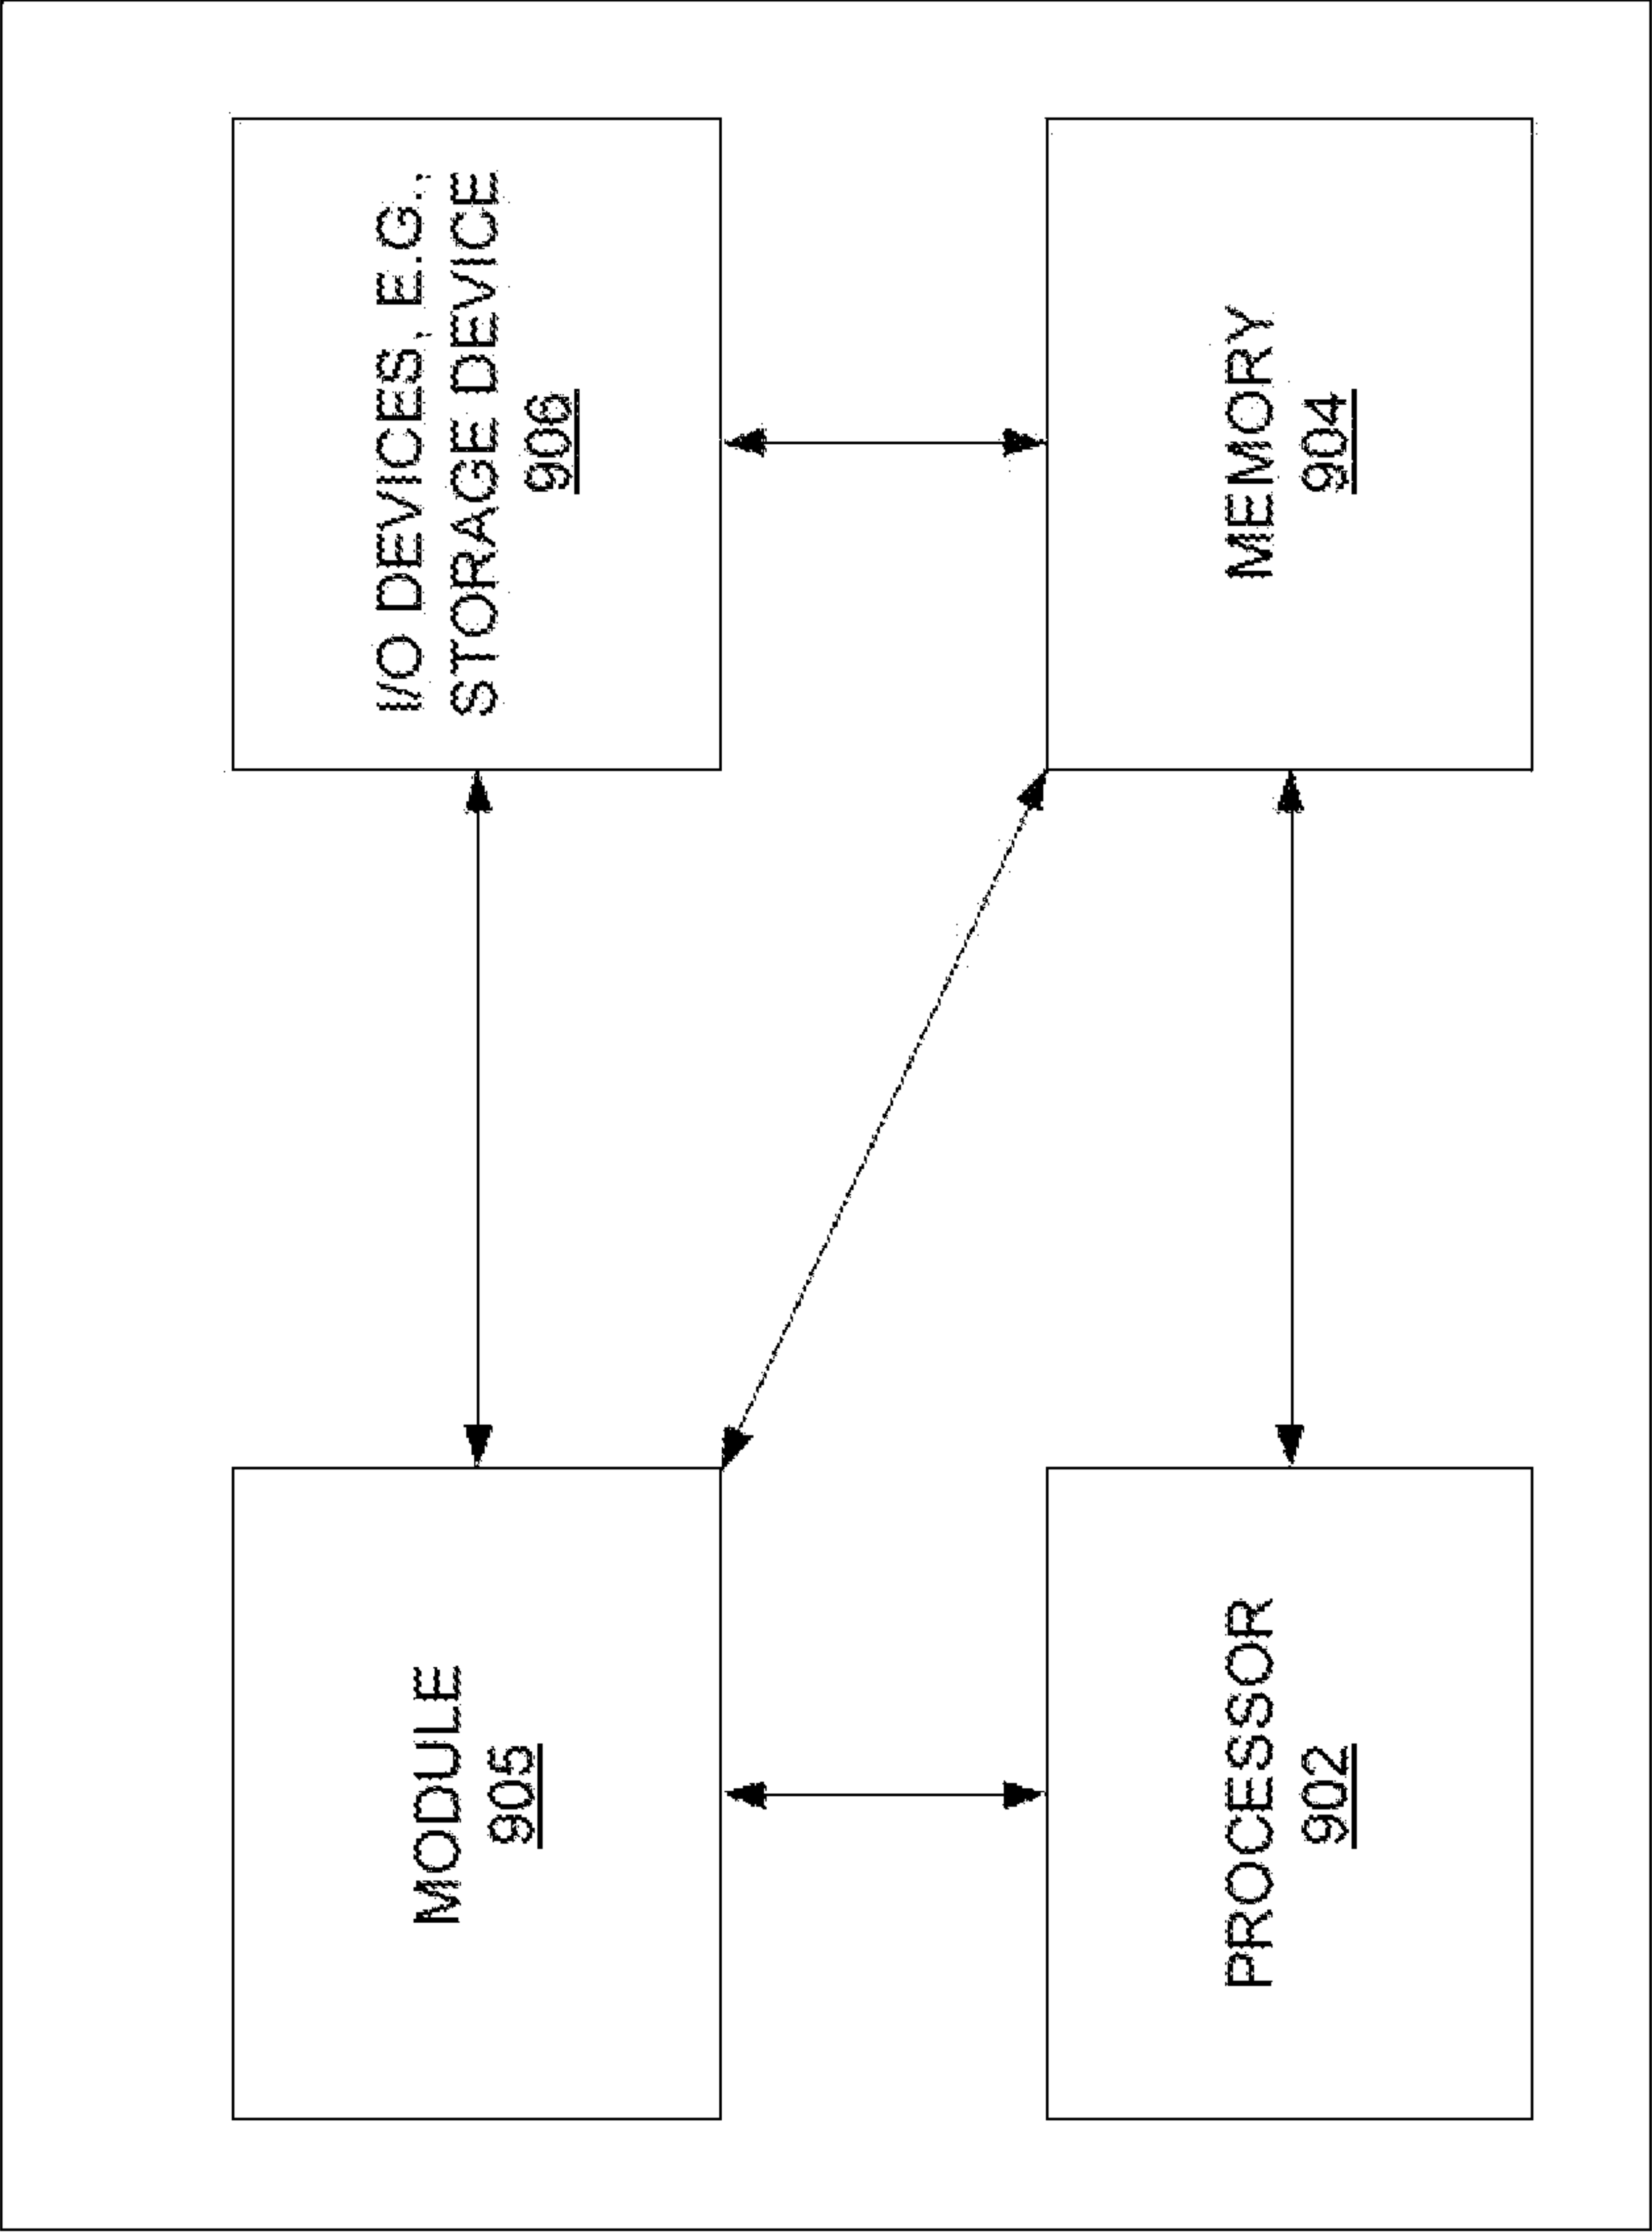 MODULE
905
I/O DEVICES, E.G.,
STORAGE DEVICE
906
PROCESSOR
902
MEMORY
904